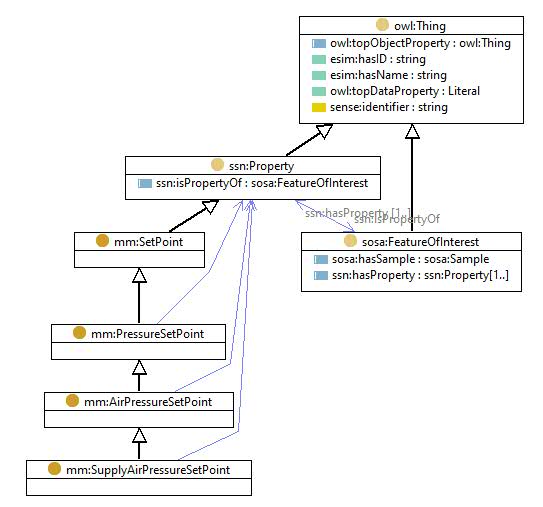 owl:Thing
owl:topObjectProperty : owl:Thing
esim:hasID : string
esim:hasName : string
owl:topDataProperty : Literal
sense:identifier : string
ssn:Property
ssn:isPropertyOf : sosa:FeatureOfInterest
ssn:hasProperty [1..]
ssn:isPropertyOf
mm:SetPoint
sosa:FeatureOfInterest
sosa:hasSample : sosa:Sample
ssn:hasProperty : ssn:Property[1..]
mm:PressureSetPoint
mm:AirPressureSetPoint
mm:SupplyAirPressureSetPoint